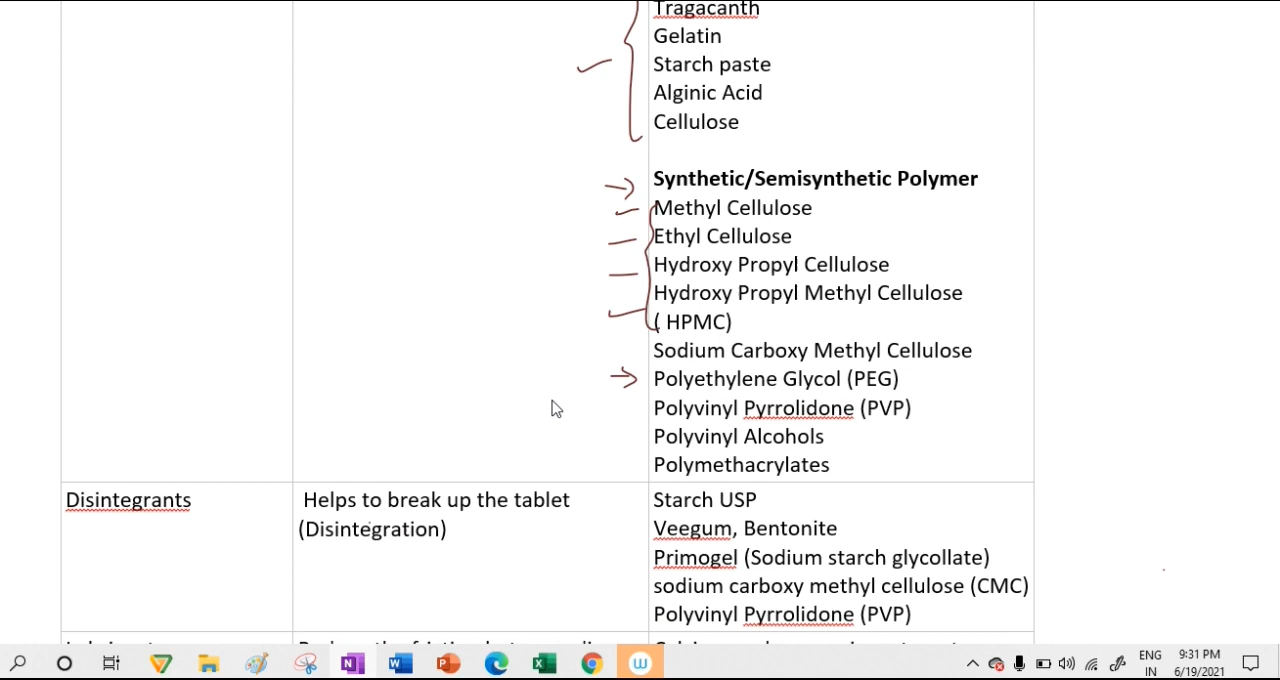 Tragacanth
Gelatin
Starch paste
Alginic Acid
Cellulose
Synthetic/Semisynthetic Polymer
Methyl Cellulose
Ethyl Cellulose
Hydroxy Propyl Cellulose
Hydroxy Propyl Methyl Cellulose
( HPMC)
Sodium Carboxy Methyl Cellulose
Polyethylene Glycol (PEG)
Polyvinyl Pyrrolidone (PVP)
Polyvinyl Alcohols
Polymethacrylates
Disintegrants
Helps to break up the tablet
(Disintegration)
Starch USP
Veegum, Bentonite
Primogel (Sodium starch glycollate)
sodium carboxy methyl cellulose (CMC)
Polyvinyl Pyrrolidone (PVP)
ENG
IN
9:31 PM
6/19/2021